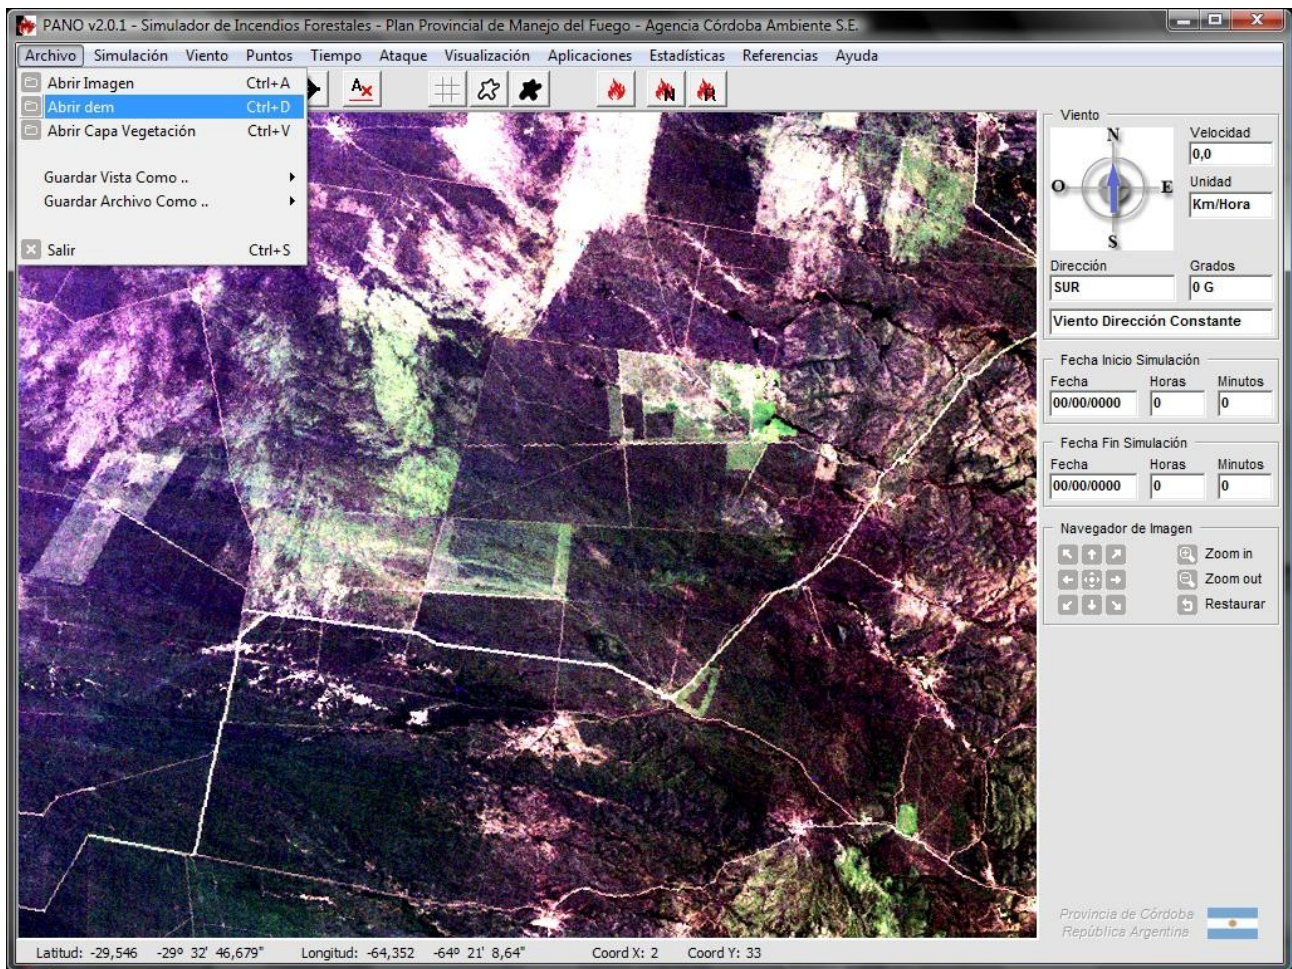 PANO v2.0.1 - Simulador de Incendios Forestales - Plan Provincial de Manejo del Fuego - Agencia Córdoba Ambiente S.E.
Archivo Simulación Viento Puntos Tiempo Ataque Visualización Aplicaciones Estadísticas Referencias Ayuda
Abrir Imagen Ctrl+A
Abrir dem Ctrl+D
Abrir Capa Vegetación Ctrl+V
Guardar Vista Como ..
Guardar Archivo Como ..
Salir Ctrl+S
A
N
R
Viento
N
O
E
S
Velocidad
0,0
Unidad
Km/Hora
Dirección Grados
SUR 0 G
Viento Dirección Constante
Fecha Inicio Simulación
Fecha Horas Minutos
00/00/0000 0 0
Fecha Fin Simulación
Fecha Horas Minutos
00/00/0000 0 0
Navegador de Imagen
Zoom in
Zoom out
Restaurar
Provincia de Córdoba
República Argentina
Latitud: -29,546 -29º 32' 46,679" Longitud: -64,352 -64º 21' 8,64" Coord X: 2 Coord Y: 33